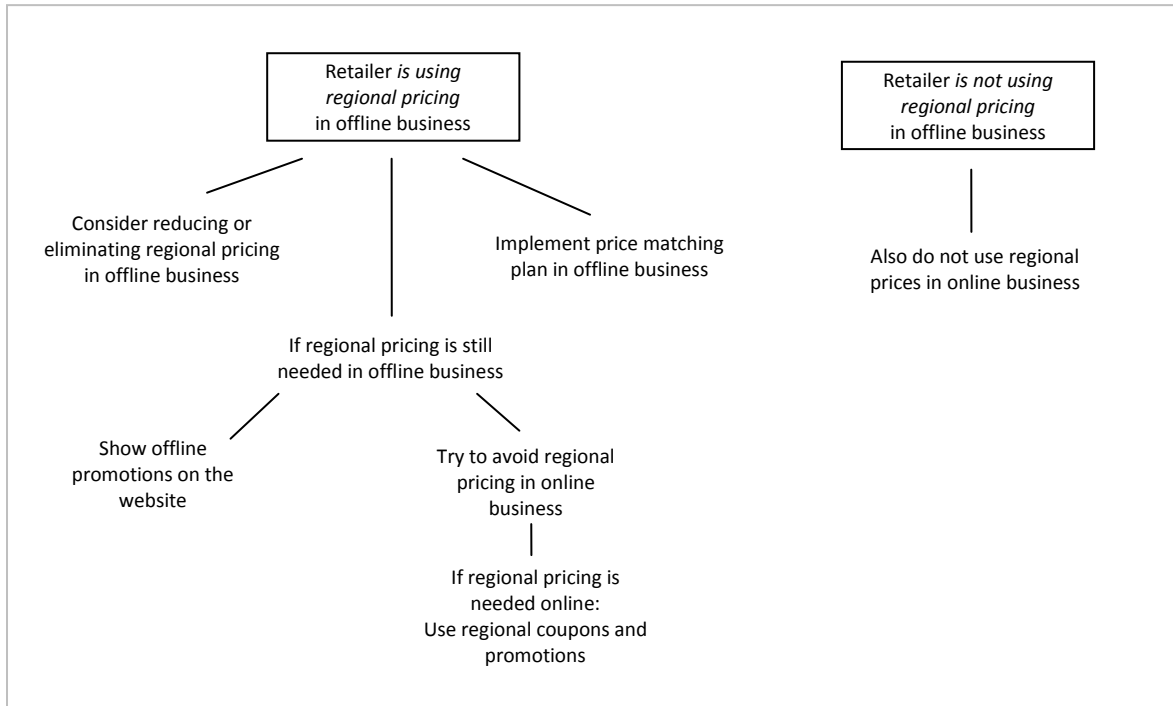 Retailer is using
regional pricing
in offline business
Retailer is not using
regional pricing
in offline business
Consider reducing or
eliminating regional pricing
in offline business
Implement price matching
plan in offline business
Also do not use regional
prices in online business
If regional pricing is still
needed in offline business
Show offline
promotions on the
website
Try to avoid regional
pricing in online
business
If regional pricing is
needed online:
Use regional coupons and
promotions